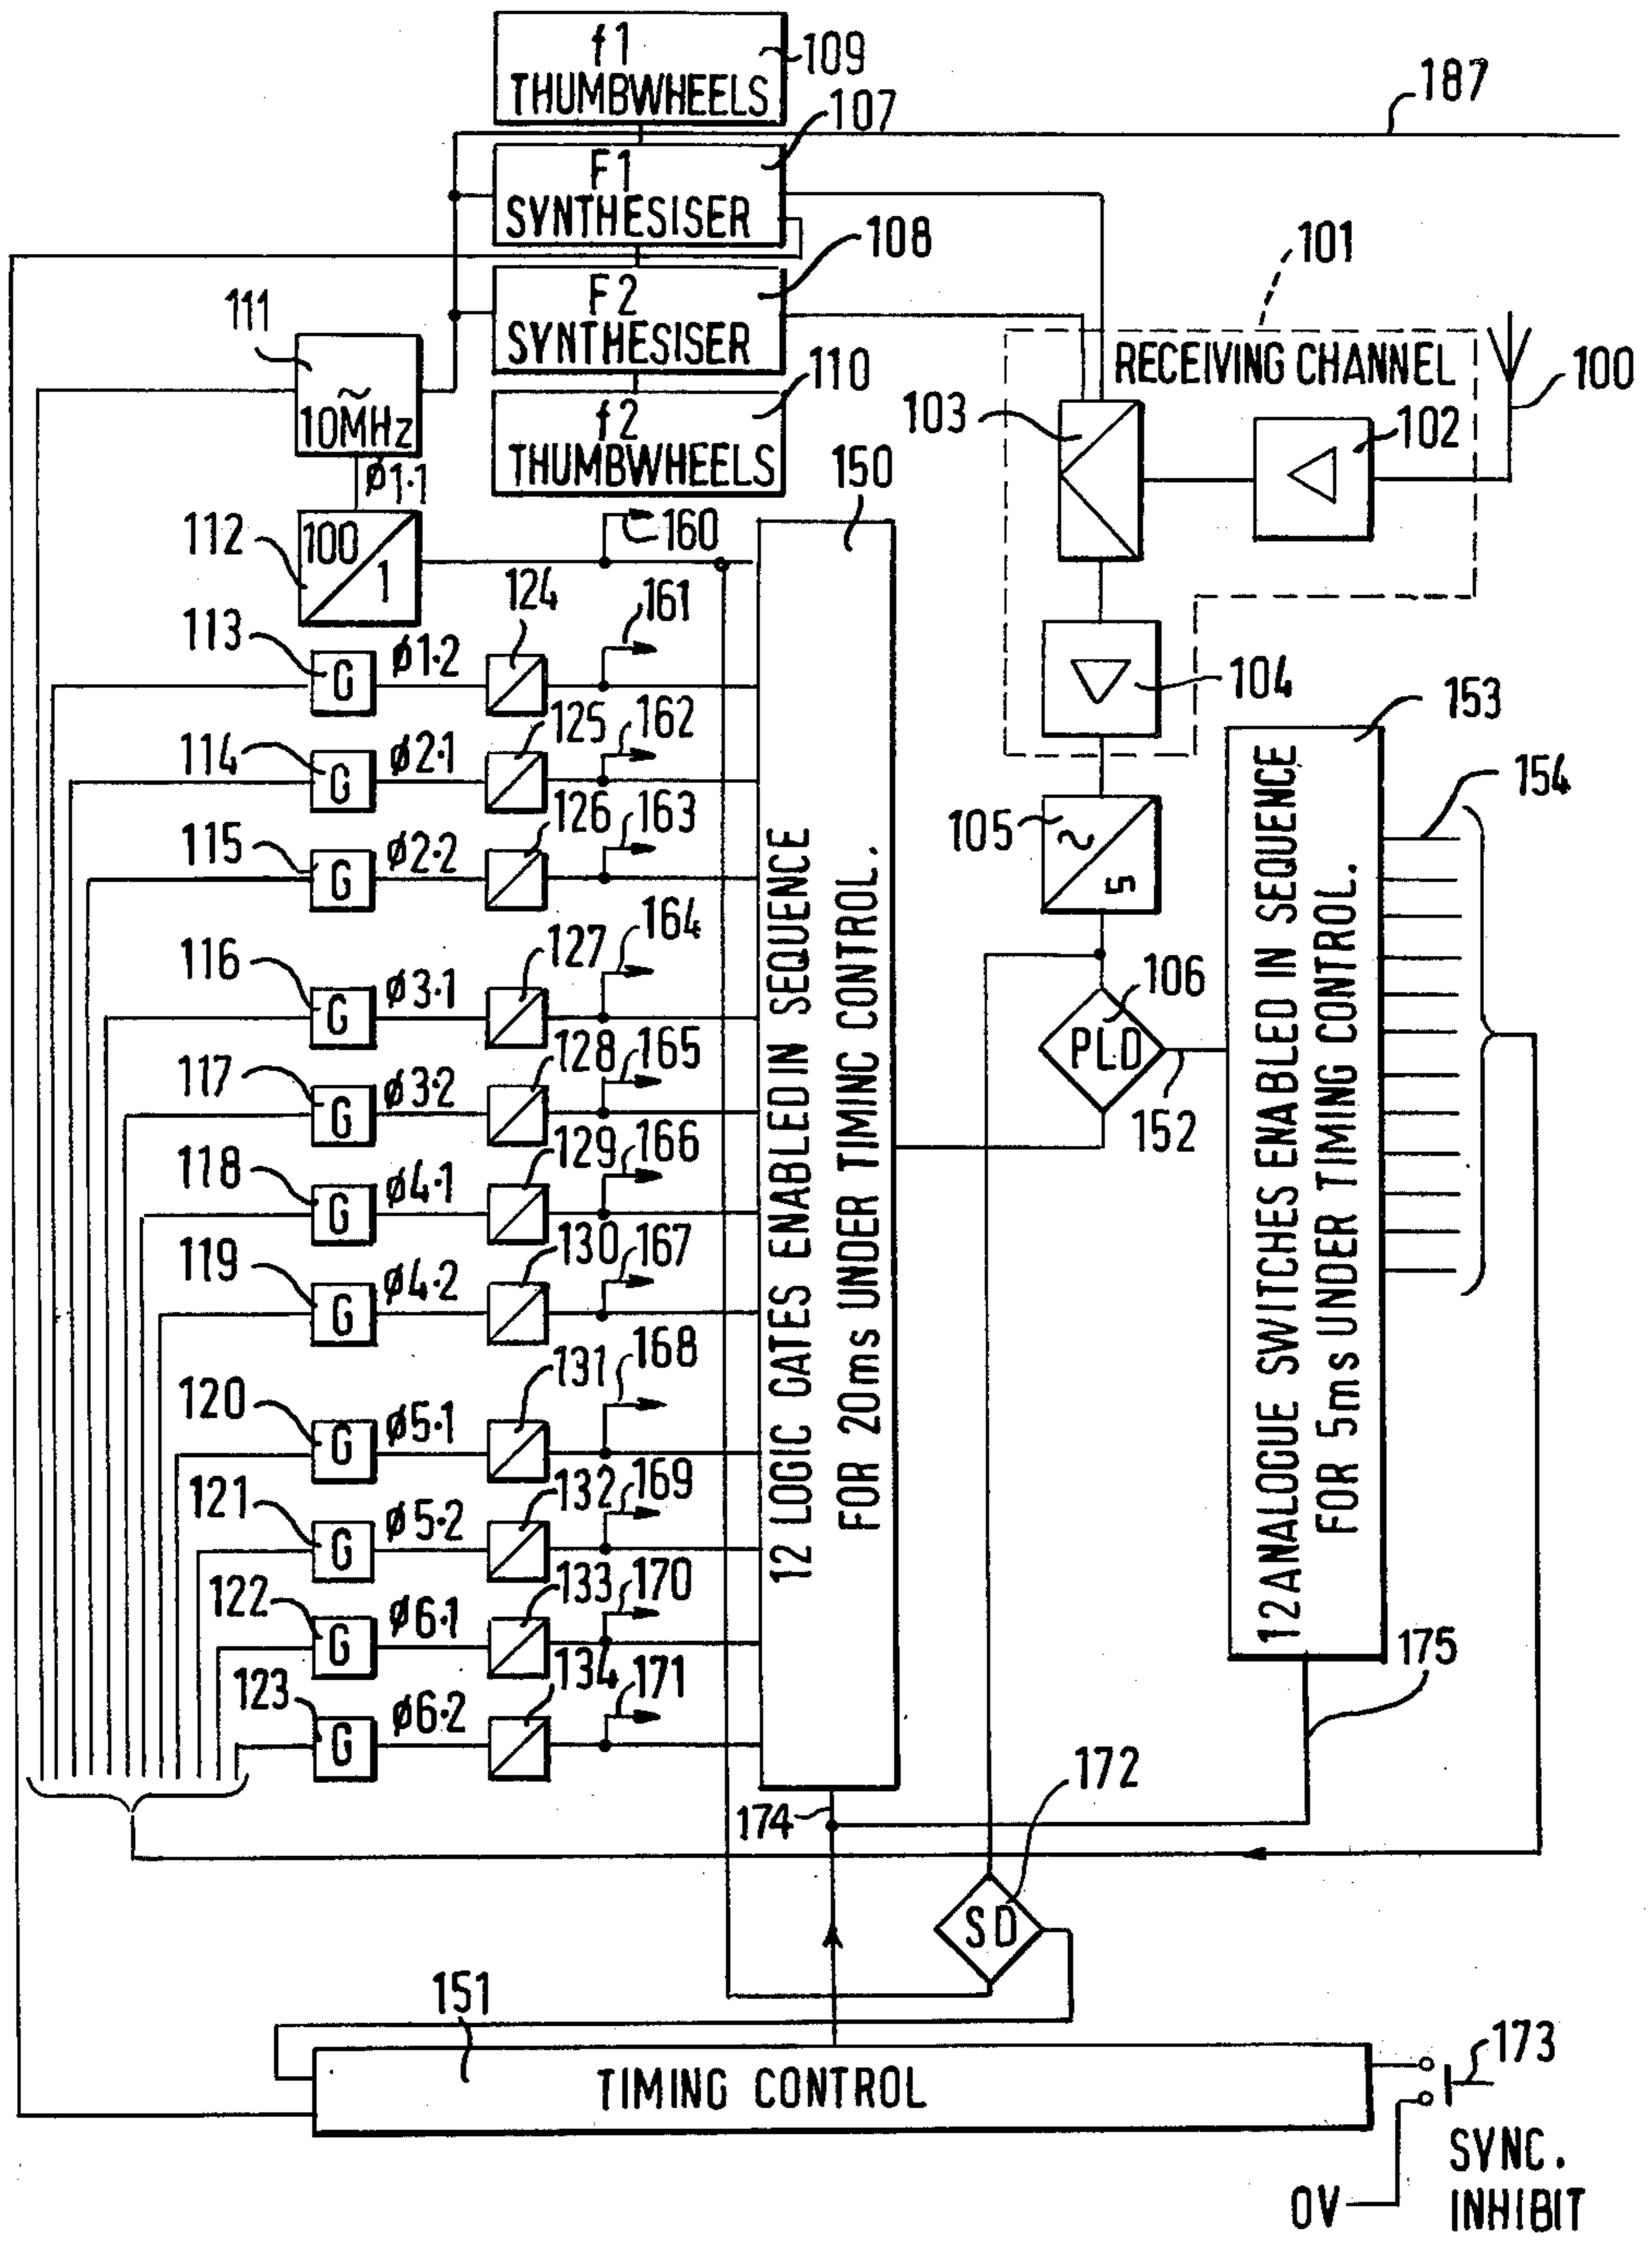 f1
THUMBWHEELS
109
107
187
F1
SYNTHESISER
108
101
F2
SYNTHESISER
111
110
RECEIVING CHANNEL
100
~
10MHz
f2
THUMBWHEELS
103
102
ø1·1
150
112
100
1
160
124
161
113
G
ø1·2
104
125
162
153
114
G
ø2·1
154
126
163
105
~
S
115
G
ø2·2
127
164
116
G
ø3·1
106
PLD
128
165
117
G
ø3·2
152
129
166
118
G
ø4·1
130
167
119
G
ø4·2
168
131
120
G
ø5·1
169
132
121
G
ø5·2
170
133
122
G
ø6·1
134
171
123
G
ø6·2
12 LOGIC GATES ENABLED IN SEQUENCE
FOR 20ms UNDER TIMING CONTROL.
12 ANALOGUE SWITCHES ENABLED IN SEQUENCE
FOR 5ms UNDER TIMING CONTROL.
175
172
174
SD
151
TIMING CONTROL
173
SYNC.
INHIBIT
0V